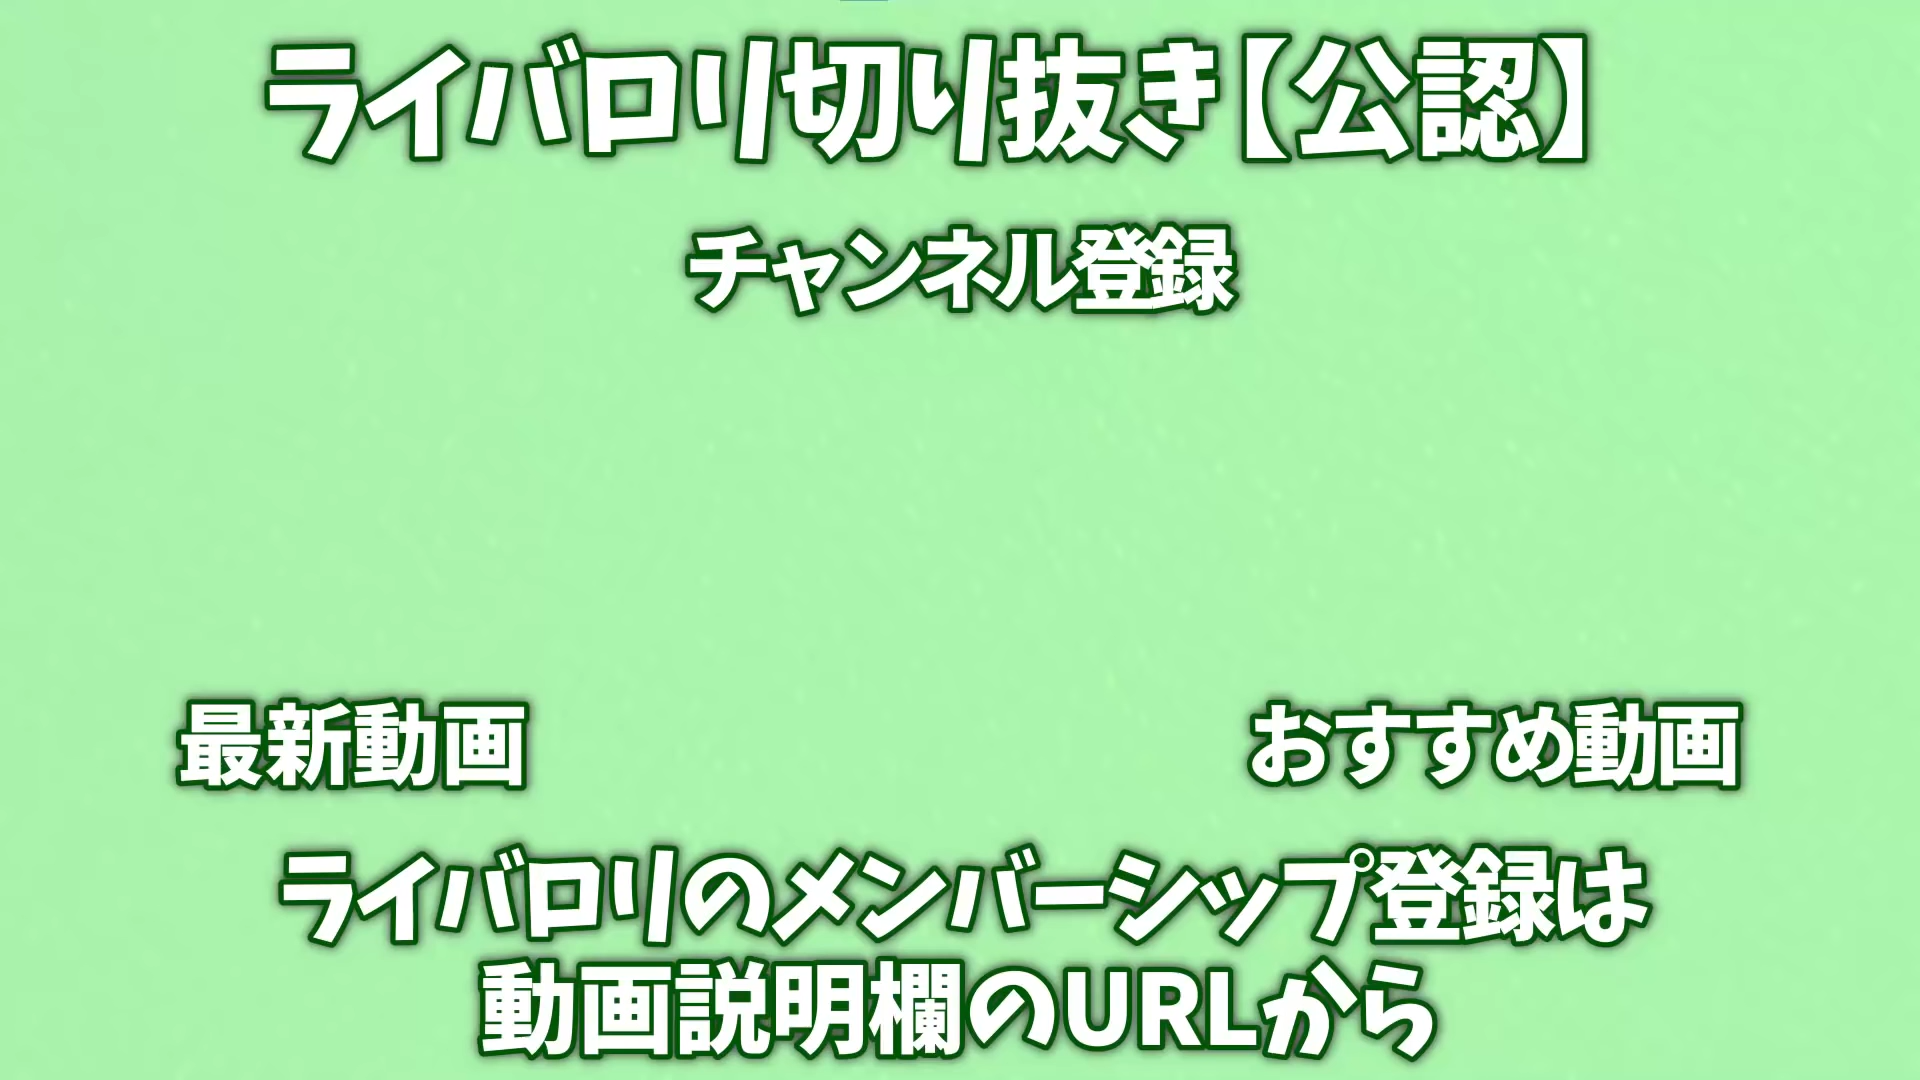 ライバロリ切り抜き【公認】
チャンネル登録
最新動画
おすすめ動画
ライバロリのメンバーシップ登録は
動画説明欄のURLから